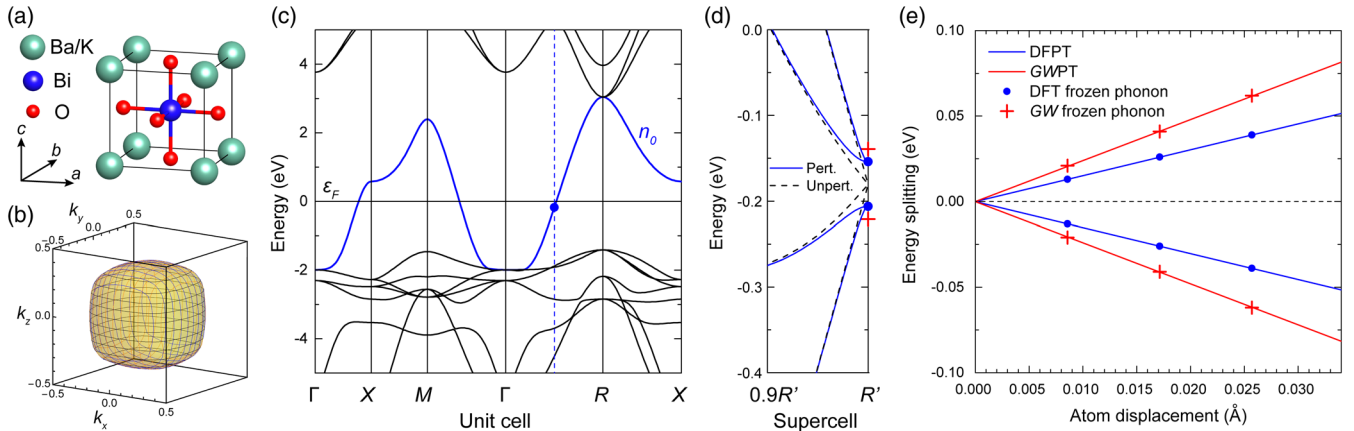 (a)
Ba/K
Bi
O
c
b
a
(b)
k_y
0.5
-0.5
0.5
0.5
k_z
0.0
0.0
-0.5
-0.5
0.0
k_x
0.5
(c)
Energy (eV)
4
2
0
-2
-4
ε_F
n_0
Γ X M Γ R X
Unit cell
(d)
Energy (eV)
0.0
-0.1
-0.2
-0.3
-0.4
Pert.
Unpert.
0.9R' R'
Supercell
(e)
Energy splitting (eV)
0.10
0.05
0.00
0.05
0.10
DFPT
GWPT
DFT frozen phonon
GW frozen phonon
0.000 0.005 0.010 0.015 0.020 0.025 0.030
Atom displacement (Å)